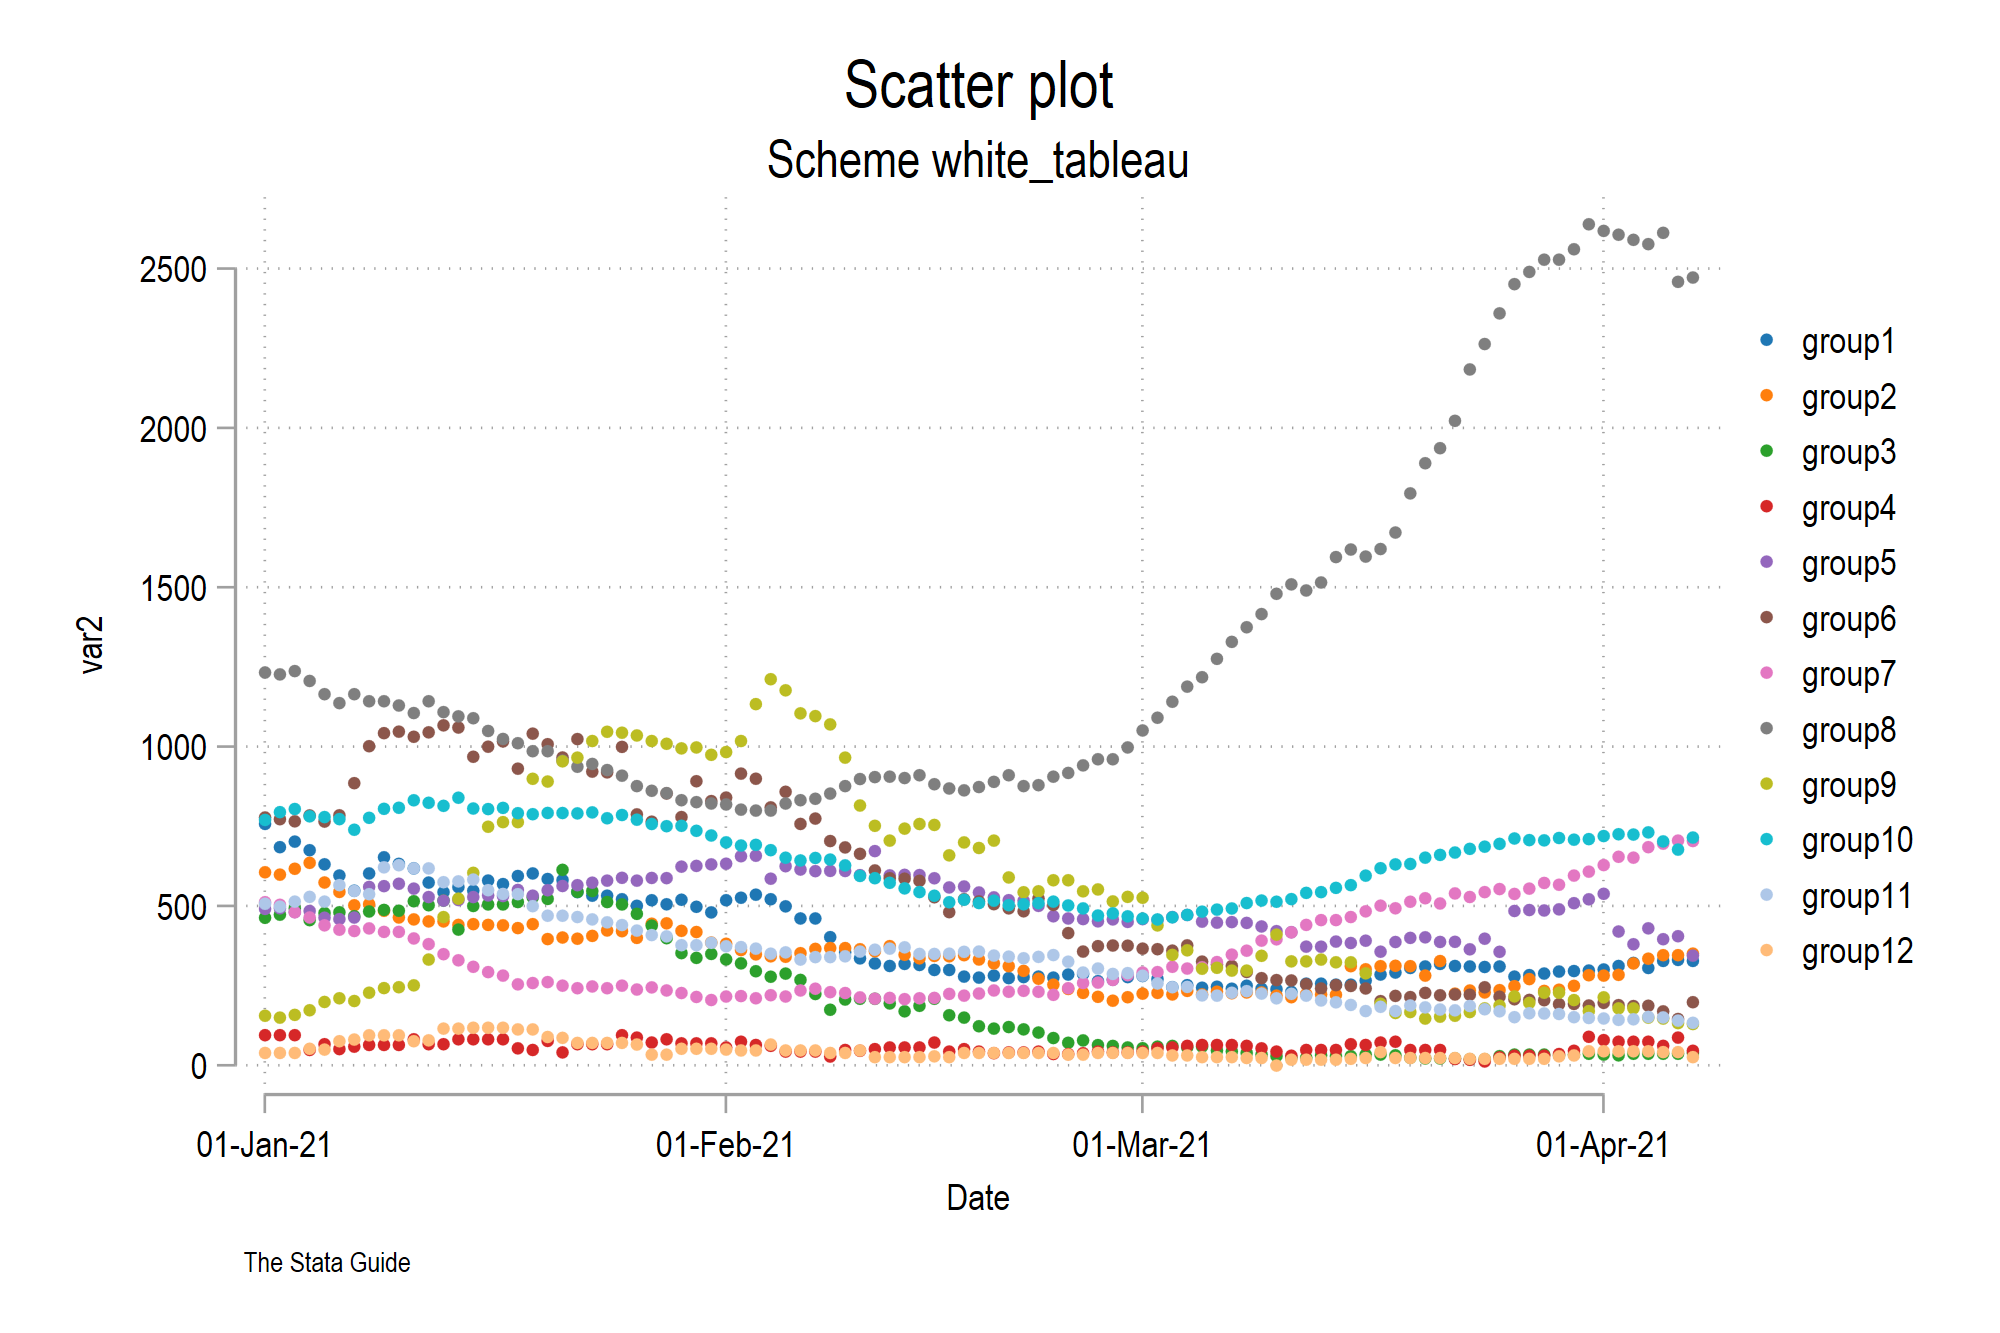 Scatter plot
Scheme white_tableau
2500
2000
1500
1000
500
0
var2
01-Jan-21
01-Feb-21
01-Mar-21
01-Apr-21
Date
group1
group2
group3
group4
group5
group6
group7
group8
group9
group10
group11
group12
The Stata Guide